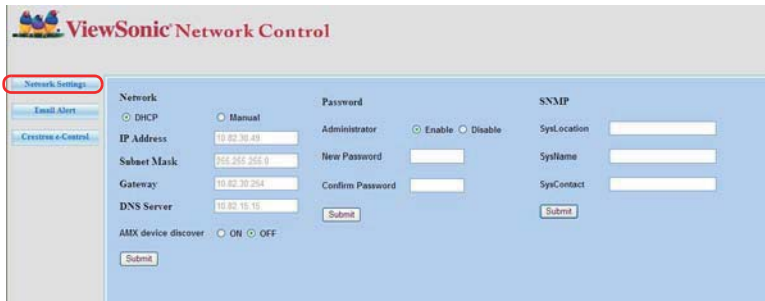 ViewSonic® Network Control
Network Settings
Email Alert
Crestron e-Control
Network
DHCP Manual
IP Address 10.82.30.49
Subnet Mask 255.255.255.0
Gateway 10.82.30.254
DNS Server 10.82.15.15
AMX device discover ON OFF
Submit
Password
Administrator Enable Disable
New Password
Confirm Password
Submit
SNMP
SysLocation
SysName
SysContact
Submit